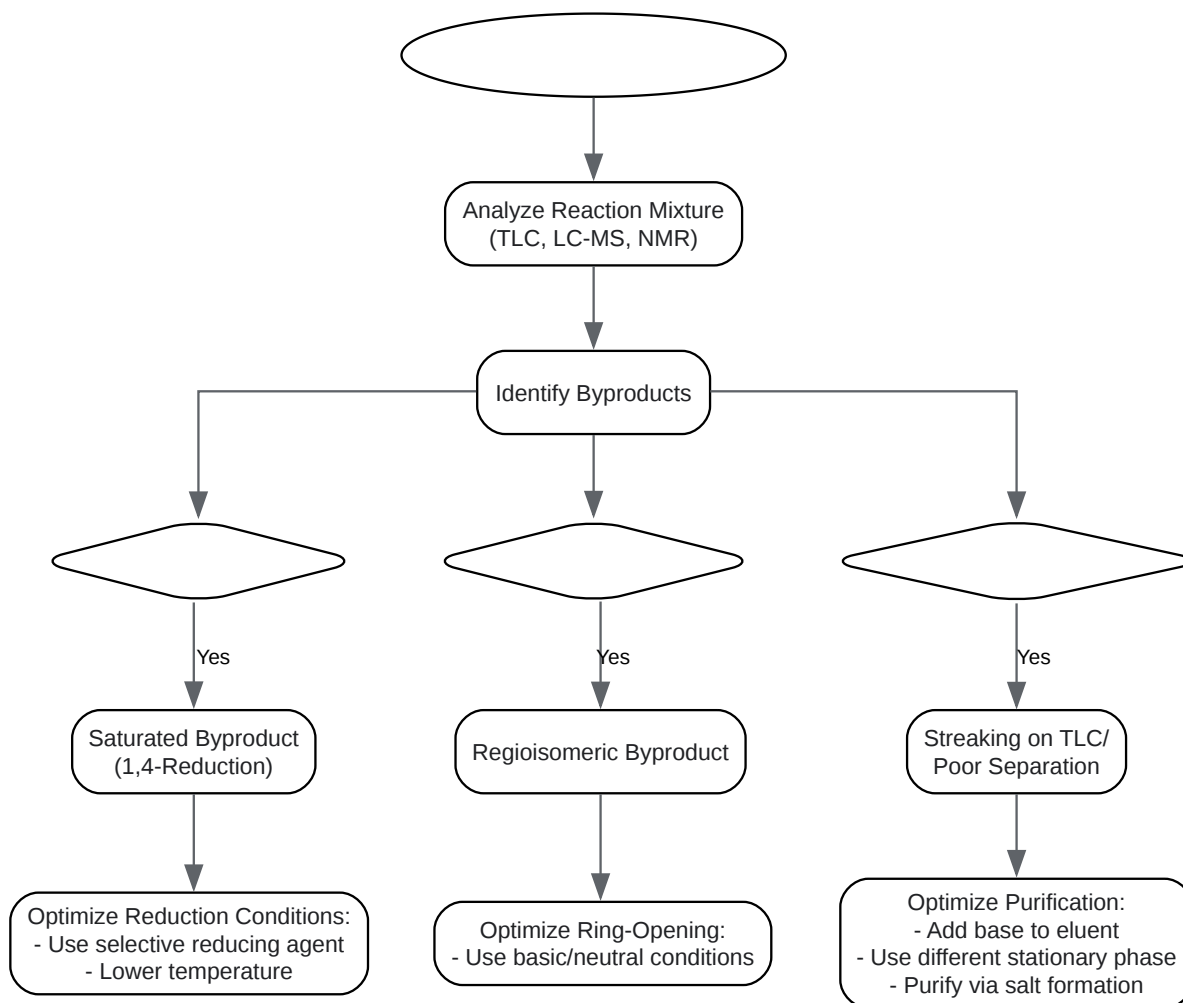 Analyze Reaction Mixture
(TLC, LC-MS, NMR)
Identify Byproducts
Yes
Yes
Yes
Saturated Byproduct
(1,4-Reduction)
Regioisomeric Byproduct
Streaking on TLC/
Poor Separation
Optimize Reduction Conditions:
- Use selective reducing agent
- Lower temperature
Optimize Ring-Opening:
- Use basic/neutral conditions
Optimize Purification:
- Add base to eluent
- Use different stationary phase
- Purify via salt formation